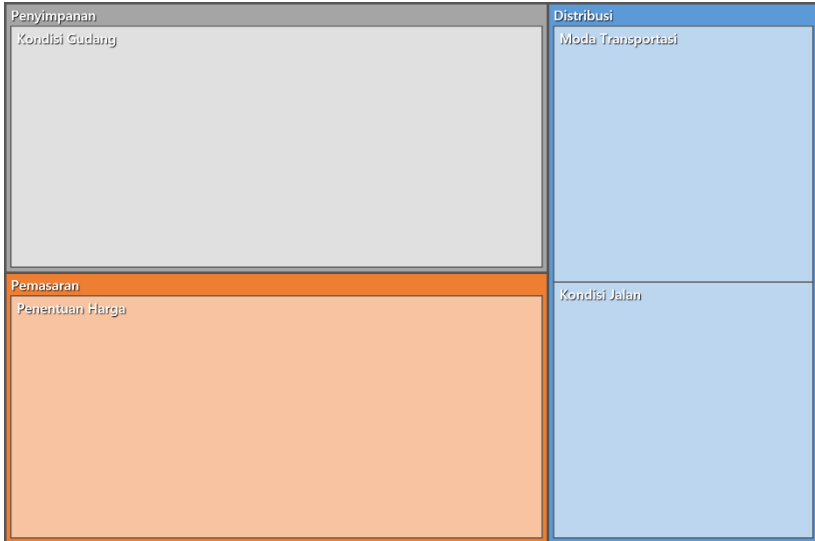 Penyimpanan
Kondisi Gudang
Pemasaran
Penentuan Harga
Distribusi
Moda Transportasi
Kondisi Jalan